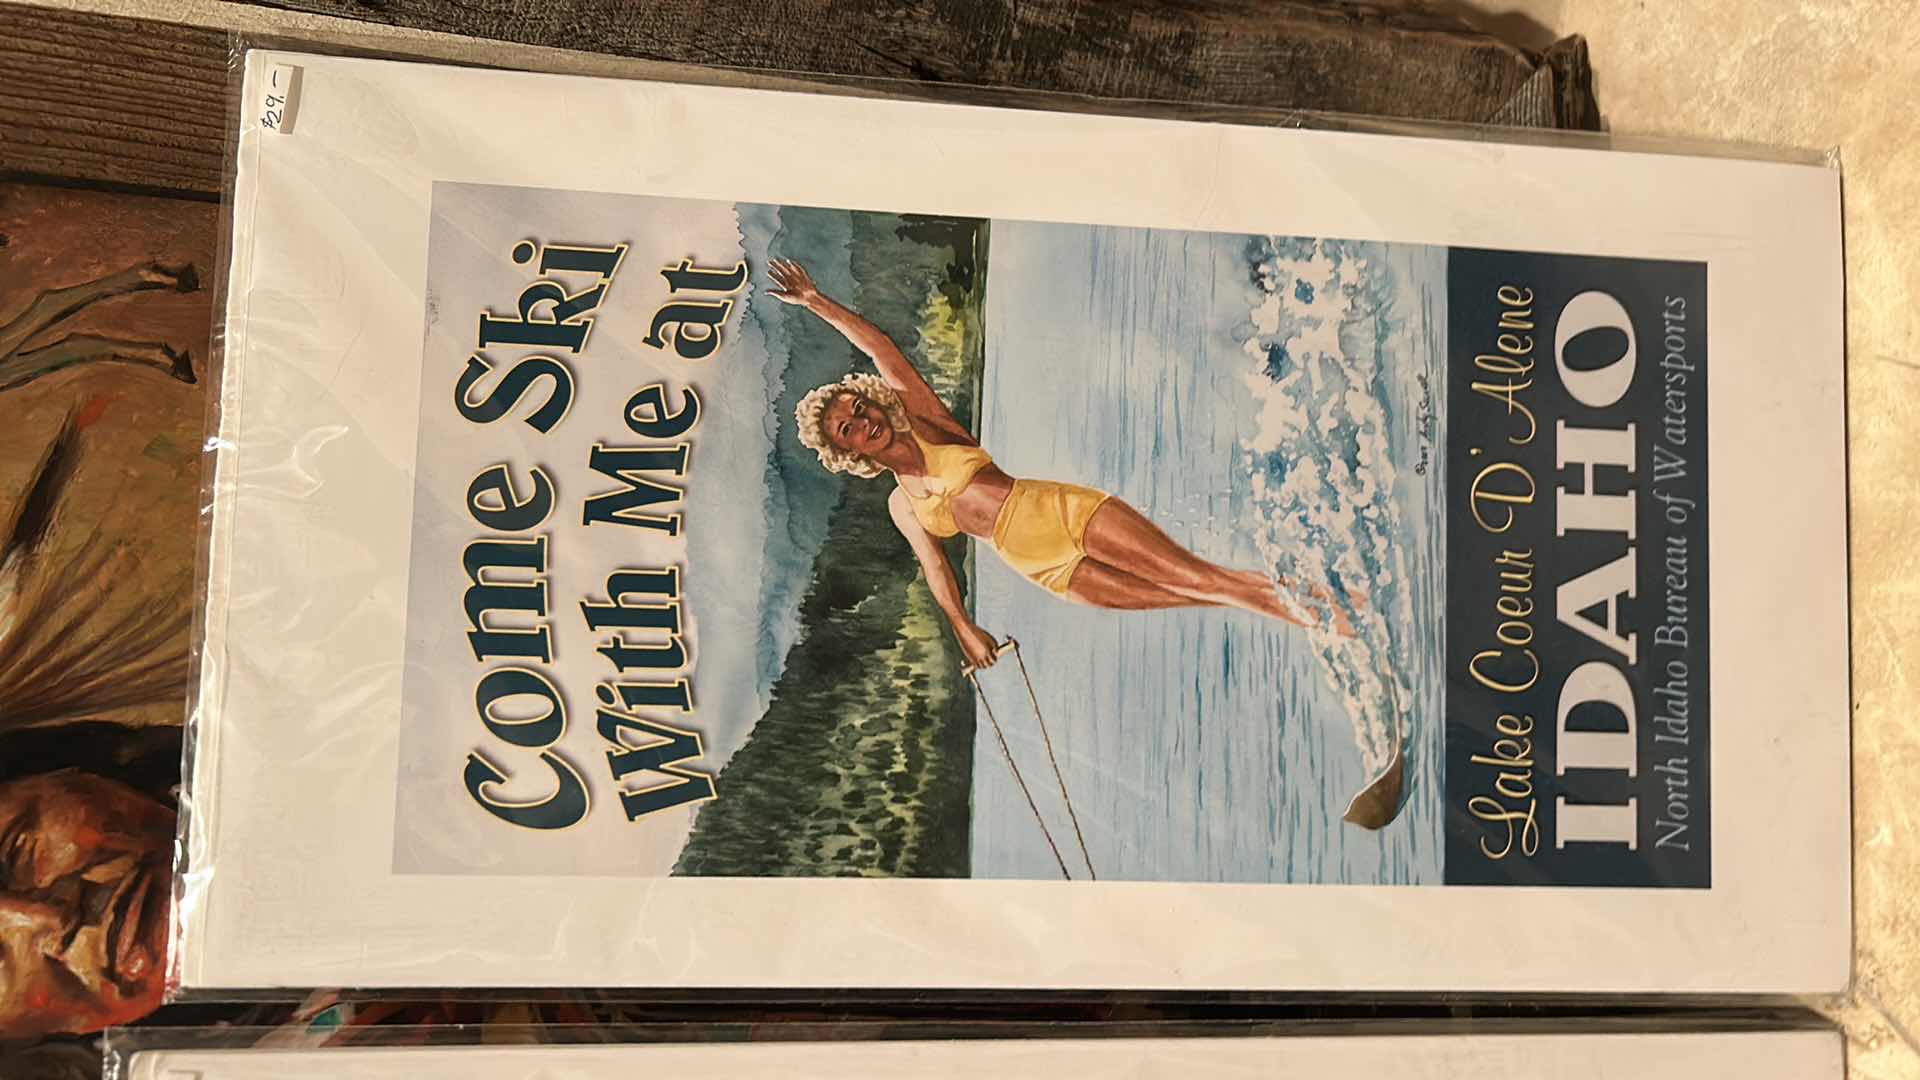 $29.-
Come Ski
With Me at
Lake Coeur D'Alene
IDAHO
North Idaho Bureau of Watersports